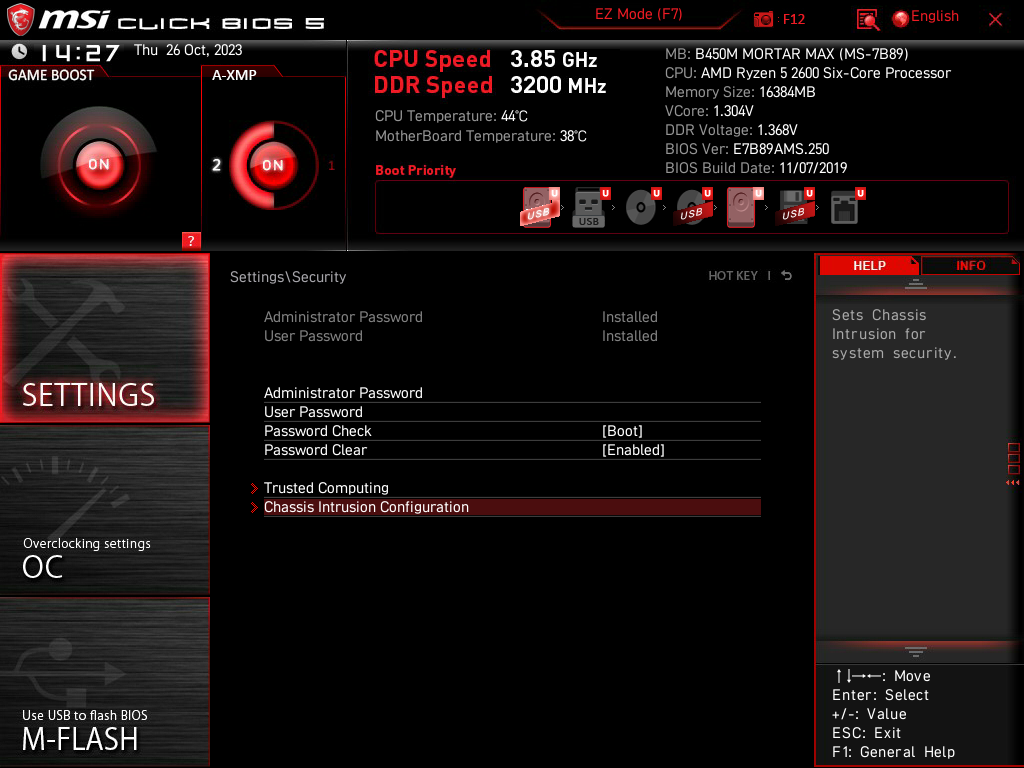 msi CLICK BIOS 5
EZ Mode (F7)
: F12
English
14:27 Thu 26 Oct, 2023
GAME BOOST
ON
?
A-XMP
2
ON
1
CPU Speed 3.85 GHz
DDR Speed 3200 MHz
CPU Temperature: 44°C
MotherBoard Temperature: 38°C
MB: B450M MORTAR MAX (MS-7B89)
CPU: AMD Ryzen 5 2600 Six-Core Processor
Memory Size: 16384MB
VCore: 1.304V
DDR Voltage: 1.368V
BIOS Ver: E7B89AMS.250
BIOS Build Date: 11/07/2019
Boot Priority
U U U U U U U
USB USB USB USB
SETTINGS
Overclocking settings
OC
Use USB to flash BIOS
M-FLASH
Settings\Security
HOT KEY |
Administrator Password Installed
User Password Installed
Administrator Password
User Password
Password Check [Boot]
Password Clear [Enabled]
Trusted Computing
Chassis Intrusion Configuration
HELP INFO
Sets Chassis
Intrusion for
system security.
↑↓→←: Move
Enter: Select
+/-: Value
ESC: Exit
F1: General Help